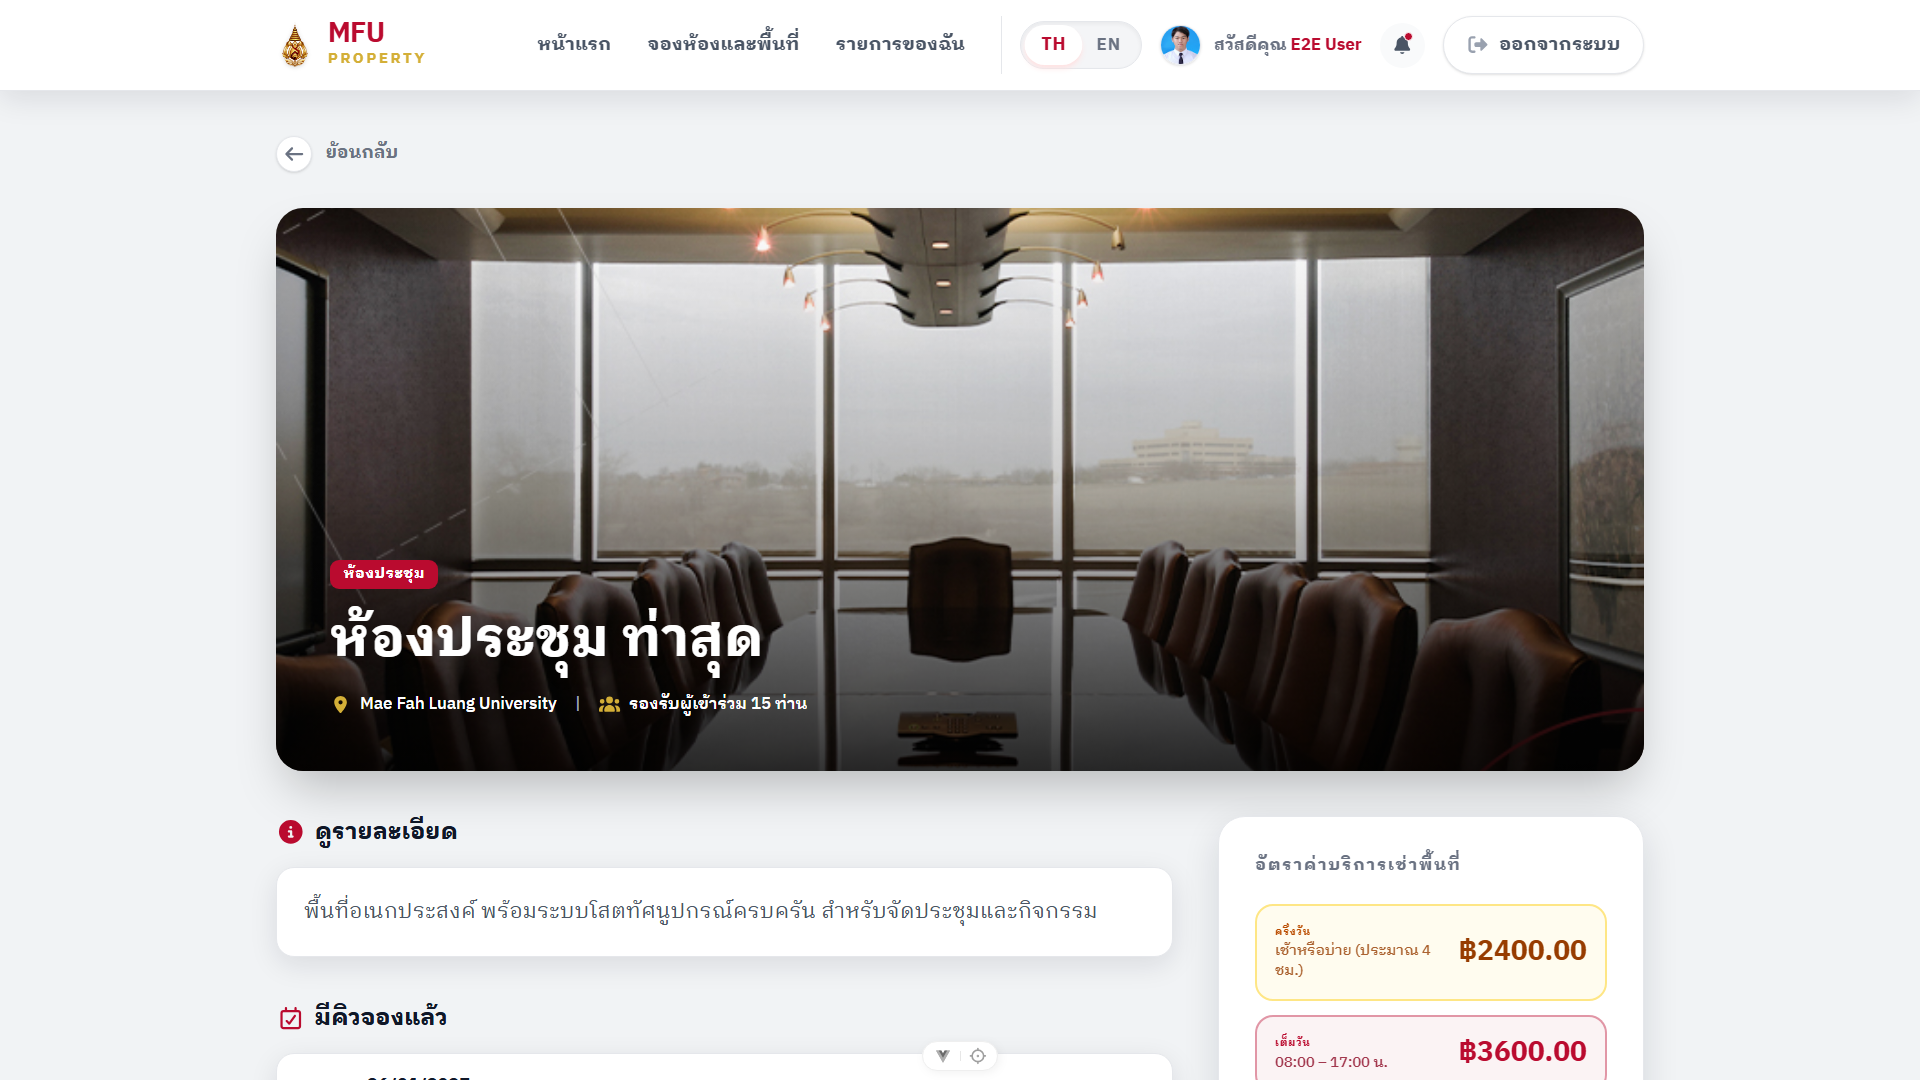 MFU
PROPERTY
หน้าแรก
จองห้องและพื้นที่
รายการของฉัน
TH
EN
สวัสดีคุณ E2E User
ออกจากระบบ
ย้อนกลับ
ห้องประชุม
ห้องประชุม ท่าสุด
Mae Fah Luang University | รองรับผู้เข้าร่วม 15 ท่าน
ดูรายละเอียด
พื้นที่อเนกประสงค์ พร้อมระบบโสตทัศนูปกรณ์ครบครัน สำหรับจัดประชุมและกิจกรรม
มีคิวจองแล้ว
อัตราค่าบริการเช่าพื้นที่
ครึ่งวัน
เช้าหรือบ่าย (ประมาณ 4 ชม.)
฿2400.00
เต็มวัน
08:00 – 17:00 น.
฿3600.00